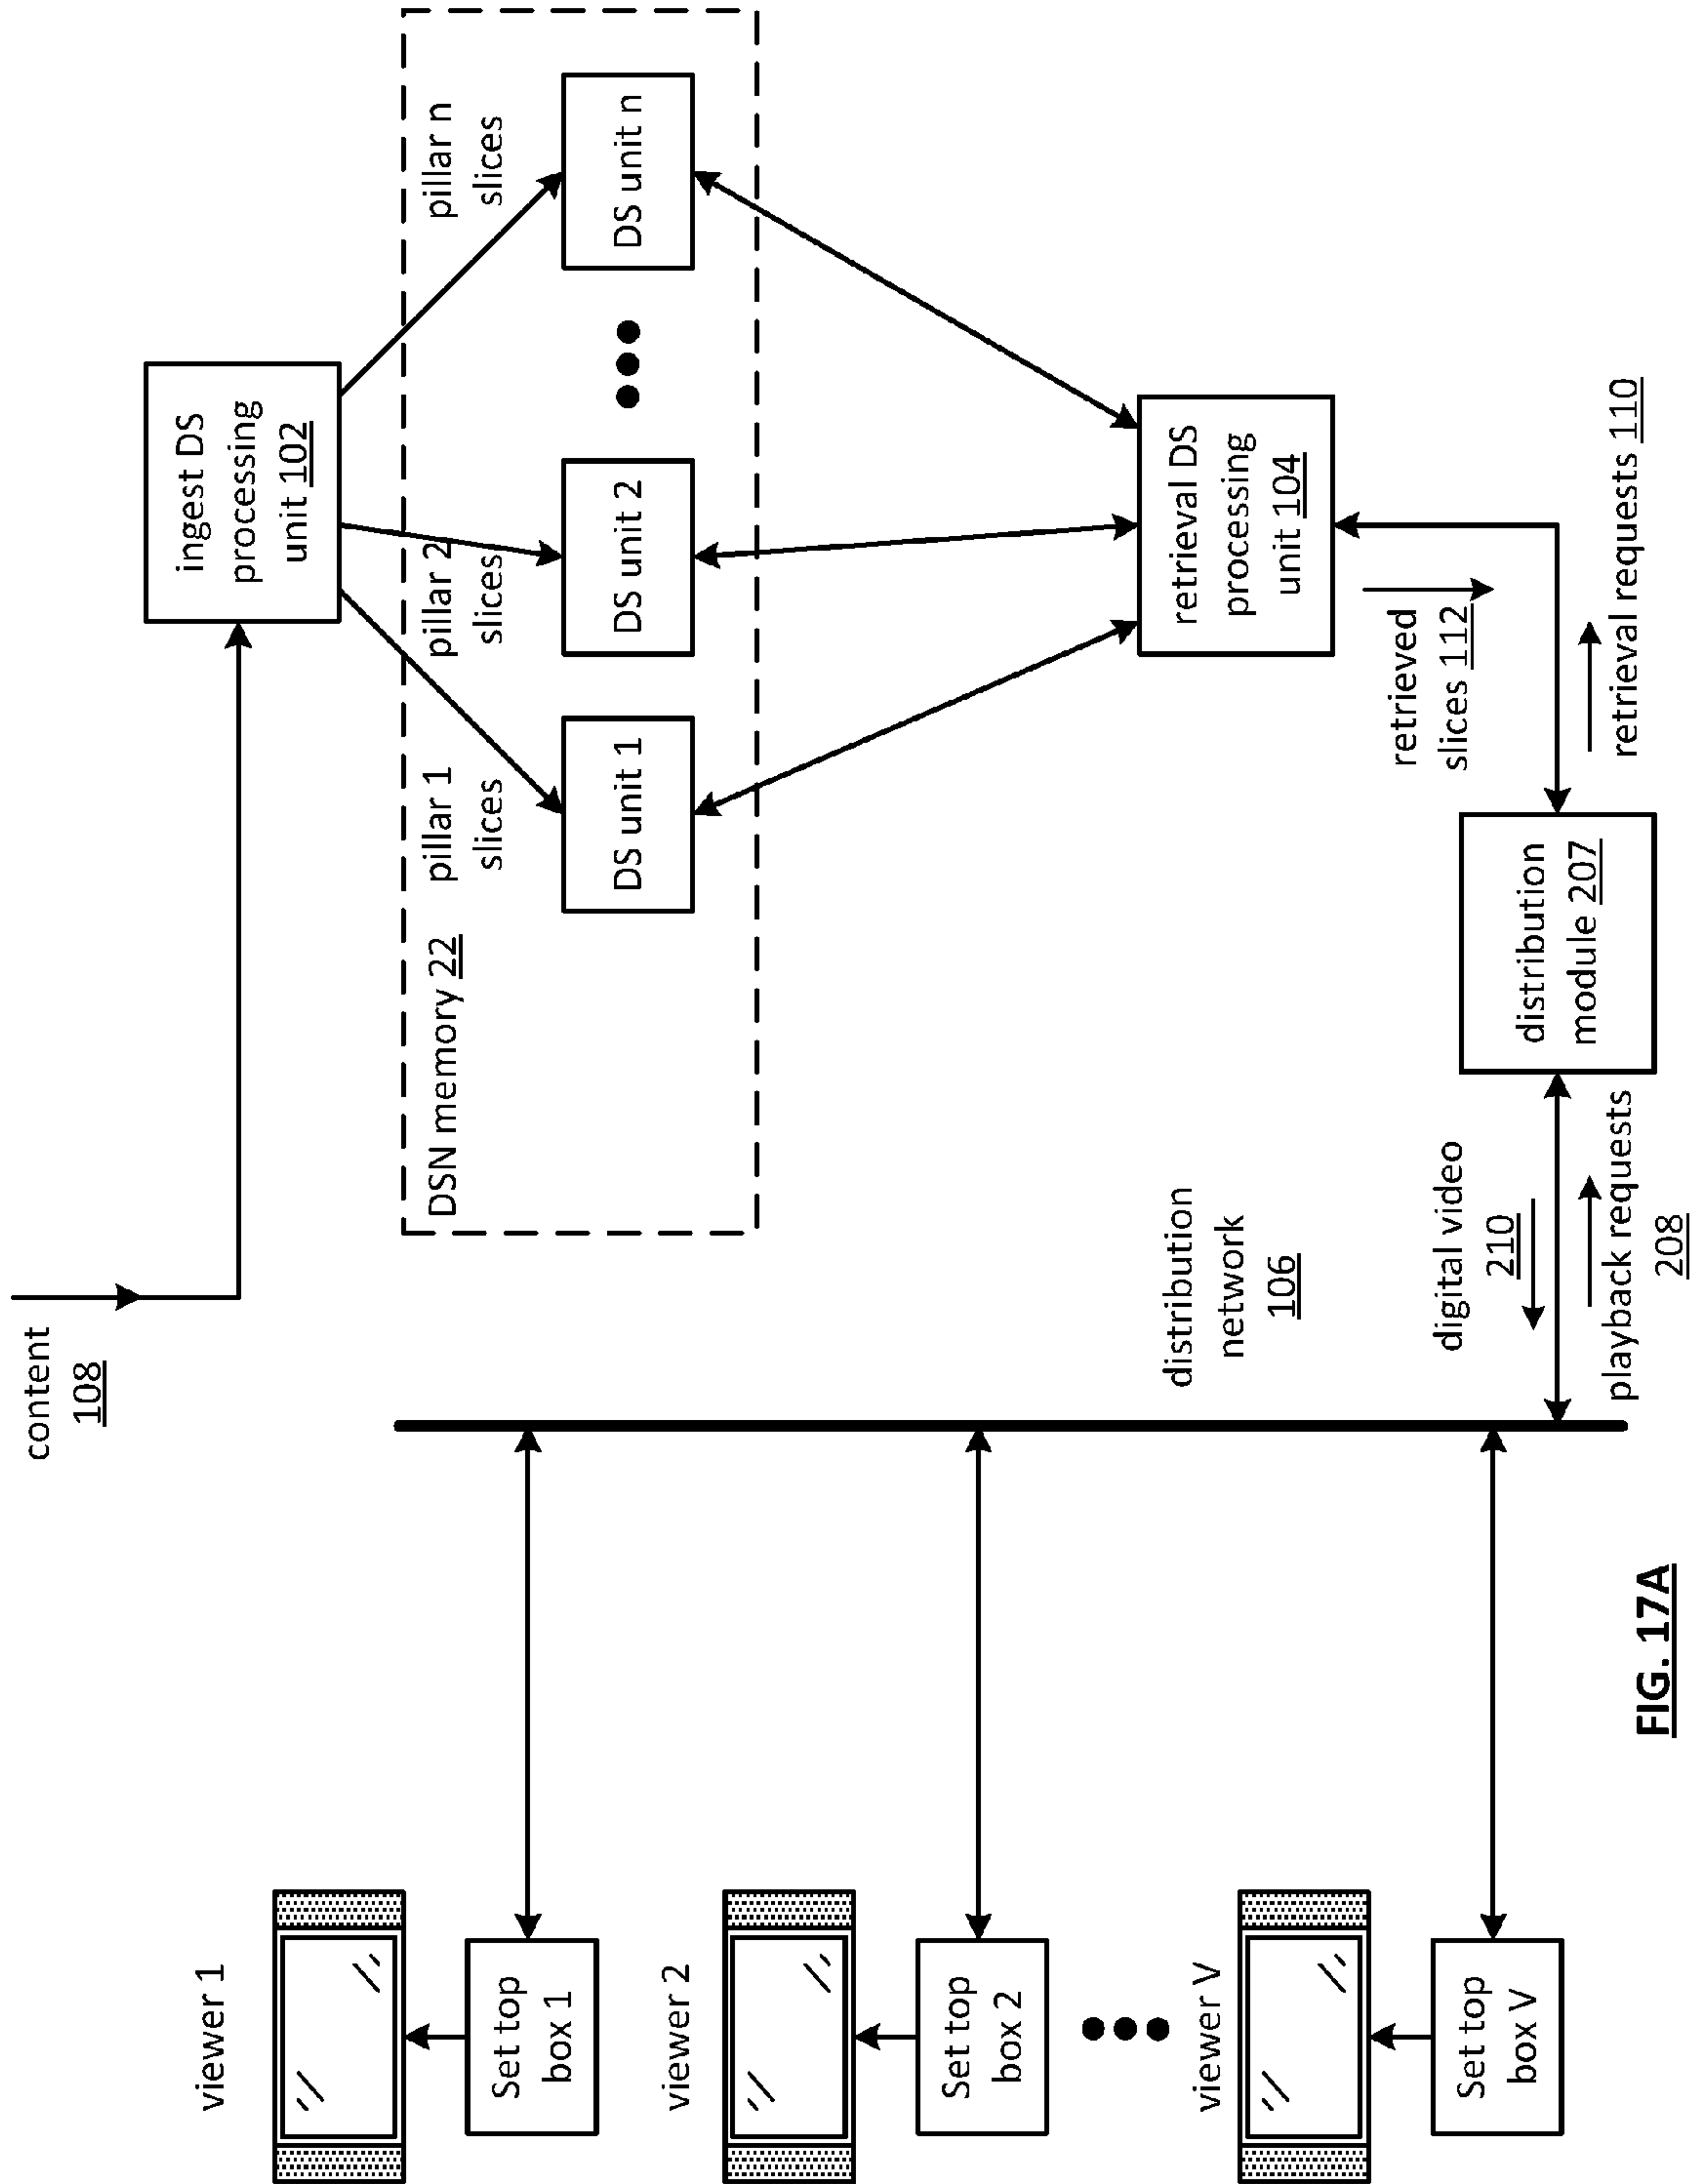 content
108
ingest DS
processing
unit 102
DSN memory 22
pillar 1
slices
pillar 2
slices
pillar n
slices
DS unit 1
DS unit 2
DS unit n
viewer 1
Set top
box 1
viewer 2
Set top
box 2
viewer V
Set top
box V
distribution
network
106
retrieval DS
processing
unit 104
retrieved
slices 112
retrieval requests 110
distribution
module 207
digital video
210
playback requests
208
FIG. 17A